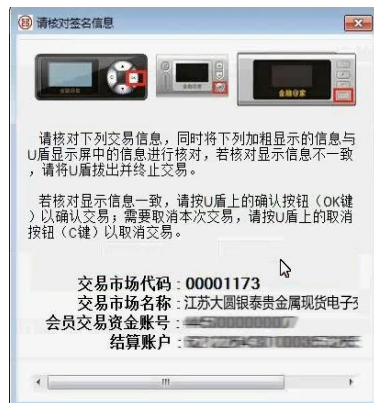 请核对签名信息
金融@家
请核对下列交易信息，同时将下列加粗显示的信息与
U盾显示屏中的信息进行核对，若核对显示信息不一致
，请将U盾拔出并终止交易。
若核对显示信息一致，请按U盾上的确认按钮（OK键
）以确认交易；需要取消本次交易，请按U盾上的取消
按钮（C键）以取消交易。
交易市场代码：00001173
交易市场名称：江苏大圆银泰贵金属现货电子交
会员交易资金账号：
结算账户：